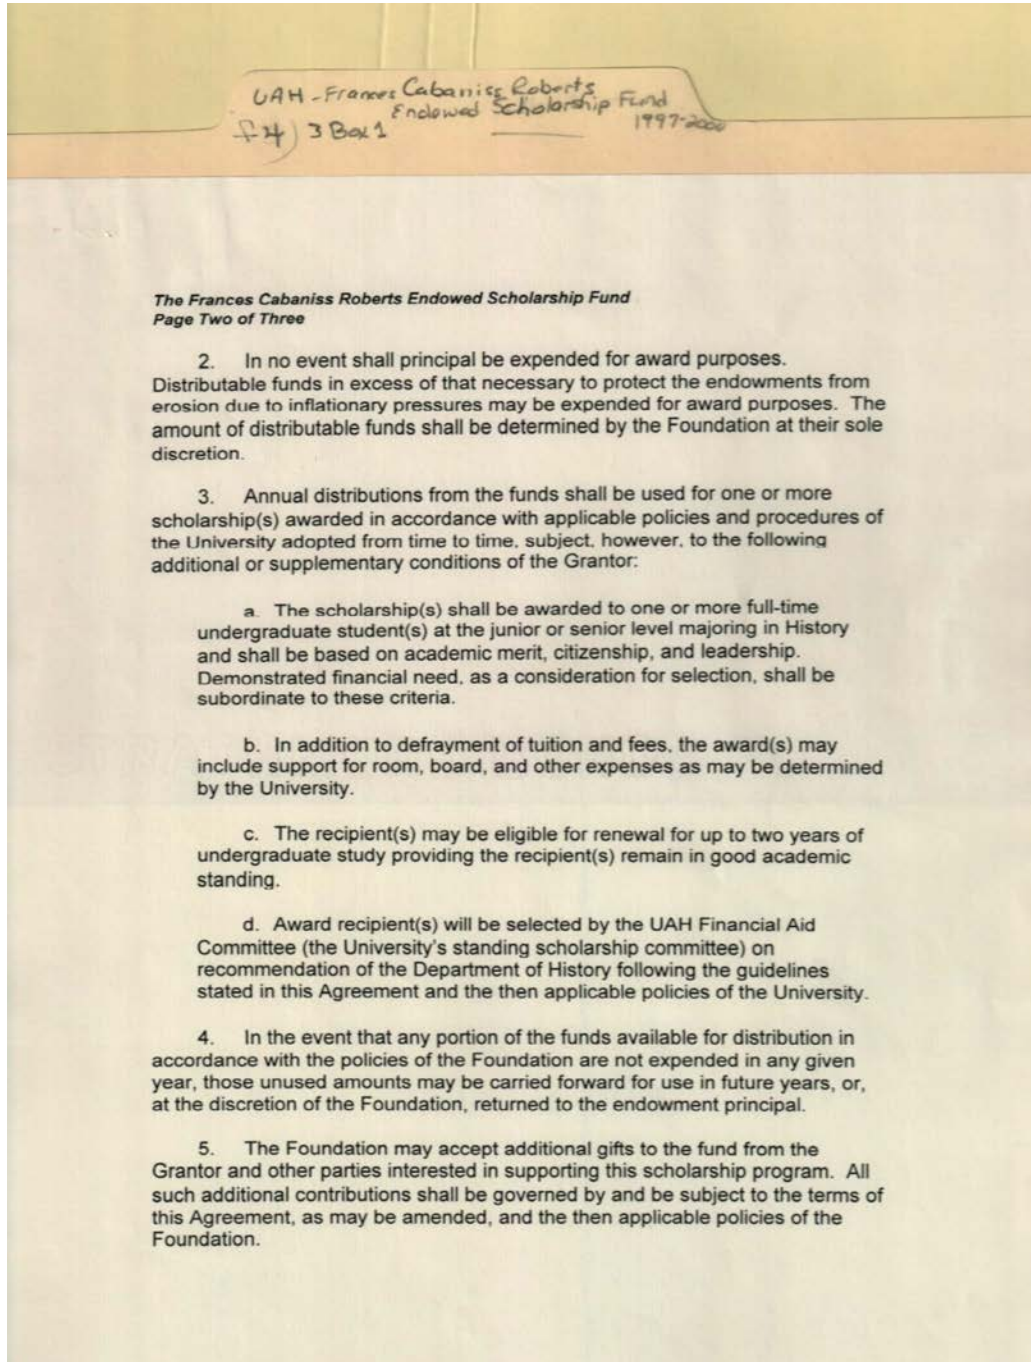 UAH - Frances Cabaniss Roberts
Endowed Scholarship Fund
1997-2000
3 Box 1
The Frances Cabaniss Roberts Endowed Scholarship Fund
Page Two of Three
2. In no event shall principal be expended for award purposes.
Distributable funds in excess of that necessary to protect the endowments from
erosion due to inflationary pressures may be expended for award purposes. The
amount of distributable funds shall be determined by the Foundation at their sole
discretion.
3. Annual distributions from the funds shall be used for one or more
scholarship(s) awarded in accordance with applicable policies and procedures of
the University adopted from time to time, subject, however, to the following
additional or supplementary conditions of the Grantor:
a. The scholarship(s) shall be awarded to one or more full-time
undergraduate student(s) at the junior or senior level majoring in History
and shall be based on academic merit, citizenship, and leadership.
Demonstrated financial need, as a consideration for selection, shall be
subordinate to these criteria.
b. In addition to defrayment of tuition and fees, the award(s) may
include support for room, board, and other expenses as may be determined
by the University.
c. The recipient(s) may be eligible for renewal for up to two years of
undergraduate study providing the recipient(s) remain in good academic
standing.
d. Award recipient(s) will be selected by the UAH Financial Aid
Committee (the University's standing scholarship committee) on
recommendation of the Department of History following the guidelines
stated in this Agreement and the then applicable policies of the University.
4. In the event that any portion of the funds available for distribution in
accordance with the policies of the Foundation are not expended in any given
year, those unused amounts may be carried forward for use in future years, or,
at the discretion of the Foundation, returned to the endowment principal.
5. The Foundation may accept additional gifts to the fund from the
Grantor and other parties interested in supporting this scholarship program. All
such additional contributions shall be governed by and be subject to the terms of
this Agreement, as may be amended, and the then applicable policies of the
Foundation.